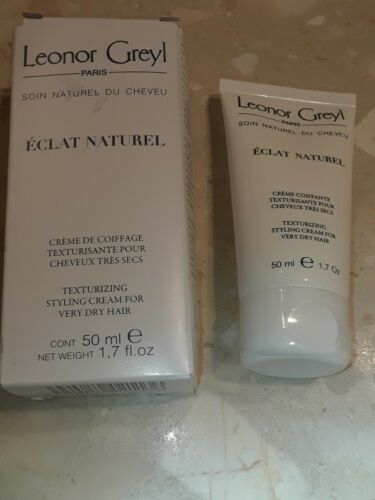 Leonor Greyl
PARIS
SOIN NATUREL DU CHEVEU
ÉCLAT NATUREL
CRÈME DE COIFFAGE
TEXTURISANTE POUR
CHEVEUX TRÈS SECS
TEXTURIZING
STYLING CREAM FOR
VERY DRY HAIR
CONT. 50 ml e
NET WEIGHT 1,7 fl.oz
Leonor Greyl
PARIS
SOIN NATUREL DU CHEVEU
ÉCLAT NATUREL
CRÈME COIFFANTE
TEXTURISANTE POUR
CHEVEUX TRÈS SECS
TEXTURIZING
STYLING CREAM FOR
VERY DRY HAIR
50 ml e 1,7 Oz